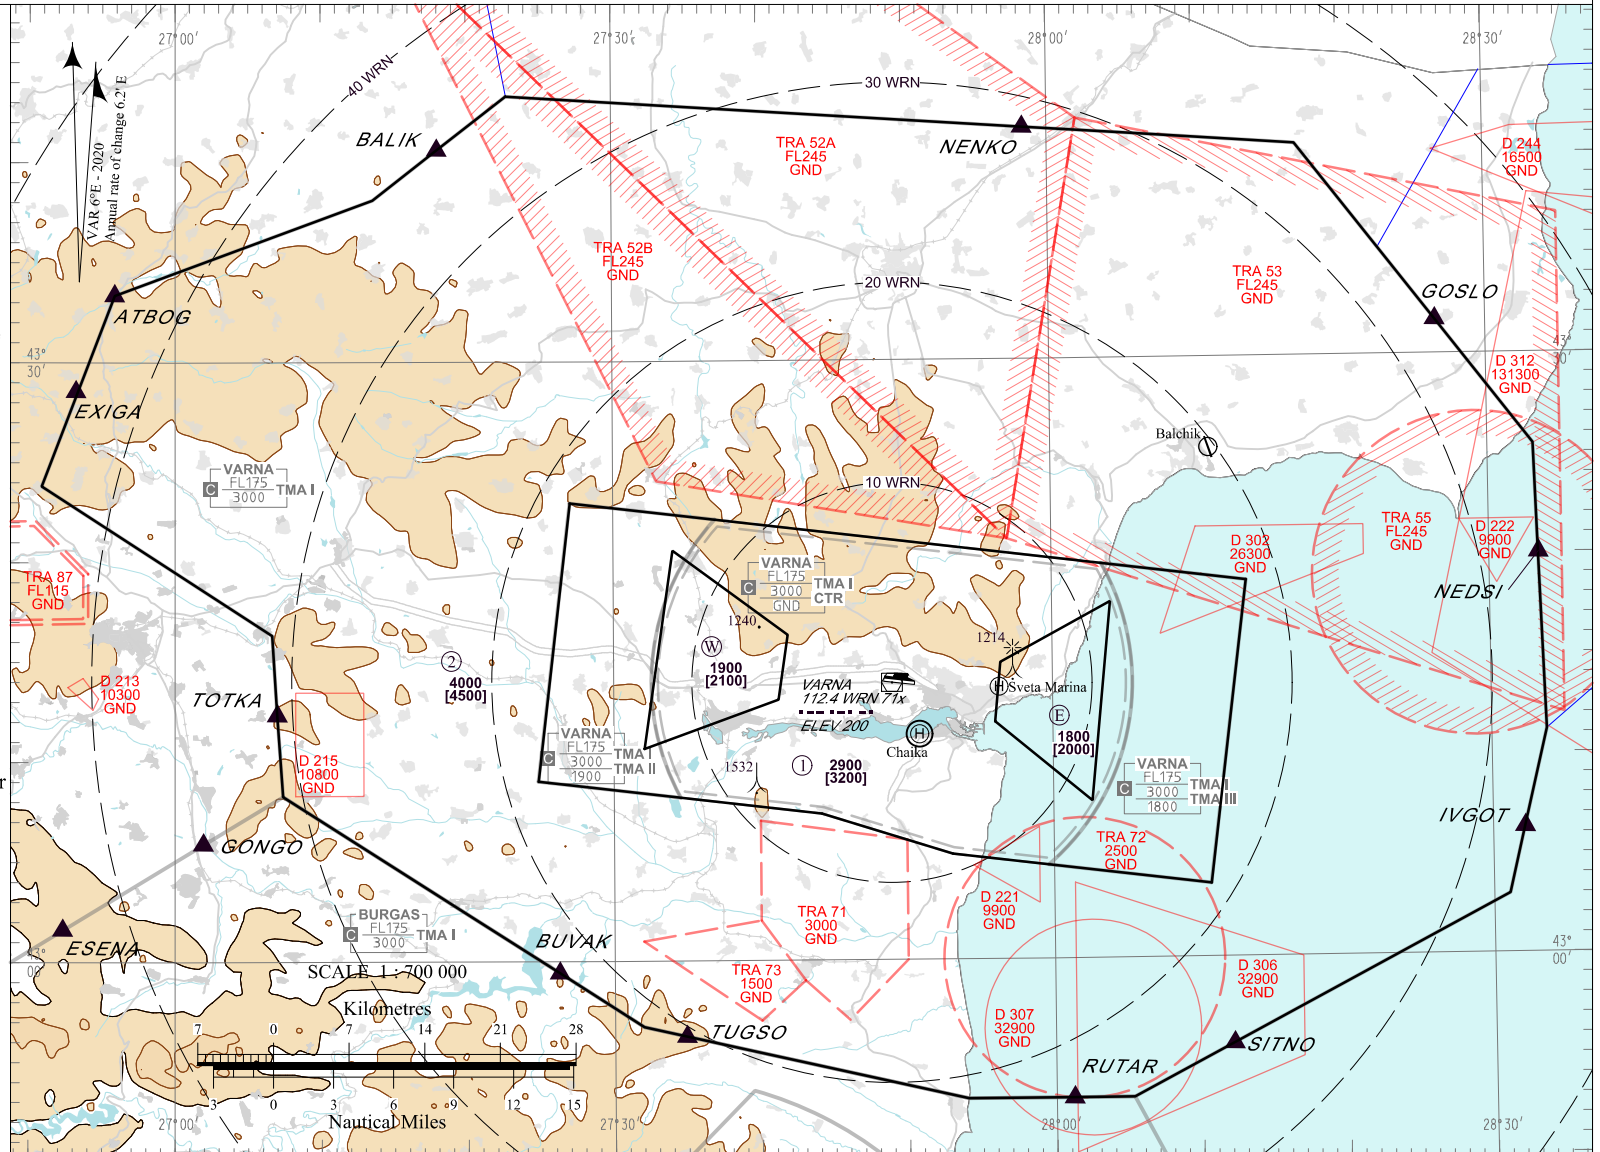 27°00'
27°30'
28°00'
28°30'
40 WRN
30 WRN
VAR 6°E - 2020
Annual rate of change 6.2' E
BALIK
NENKO
TRA 52A
FL245
GND
D 244
16500
GND
TRA 52B
FL245
GND
TRA 53
FL245
GND
20 WRN
GOSLO
ATBOG
43°
30'
43°
30'
D 312
131300
GND
EXIGA
Balchik
VARNA
FL175
3000
C
TMA I
10 WRN
TRA 55
FL245
GND
D 222
9900
GND
D 302
26300
GND
TRA 87
FL115
GND
VARNA
FL175
3000
GND
C
TMA I
CTR
NEDSI
1240
1214
W
1900
[2100]
2
4000
[4500]
D 213
10300
GND
VARNA
112.4 WRN 71x
ELEV 200
H
Sveta Marina
TOTKA
E
1800
[2000]
H
Chaika
VARNA
FL175
3000
1900
C
TMA I
TMA II
D 215
10800
GND
1532
1
2900
[3200]
VARNA
FL175
3000
1800
C
TMA I
TMA III
r
c
IVGOT
GONGO
TRA 72
2500
GND
D 221
9900
GND
TRA 71
3000
GND
BURGAS
FL175
3000
C
TMA I
ESENA
BUVAK
43°
00'
43°
00'
SCALE 1 : 700 000
TRA 73
1500
GND
D 306
32900
GND
Kilometres
7 0 7 14 21 28
D 307
32900
GND
TUGSO
SITNO
RUTAR
3 0 3 6 9 12 15
Nautical Miles
27°00'
27°30'
28°00'
28°30'